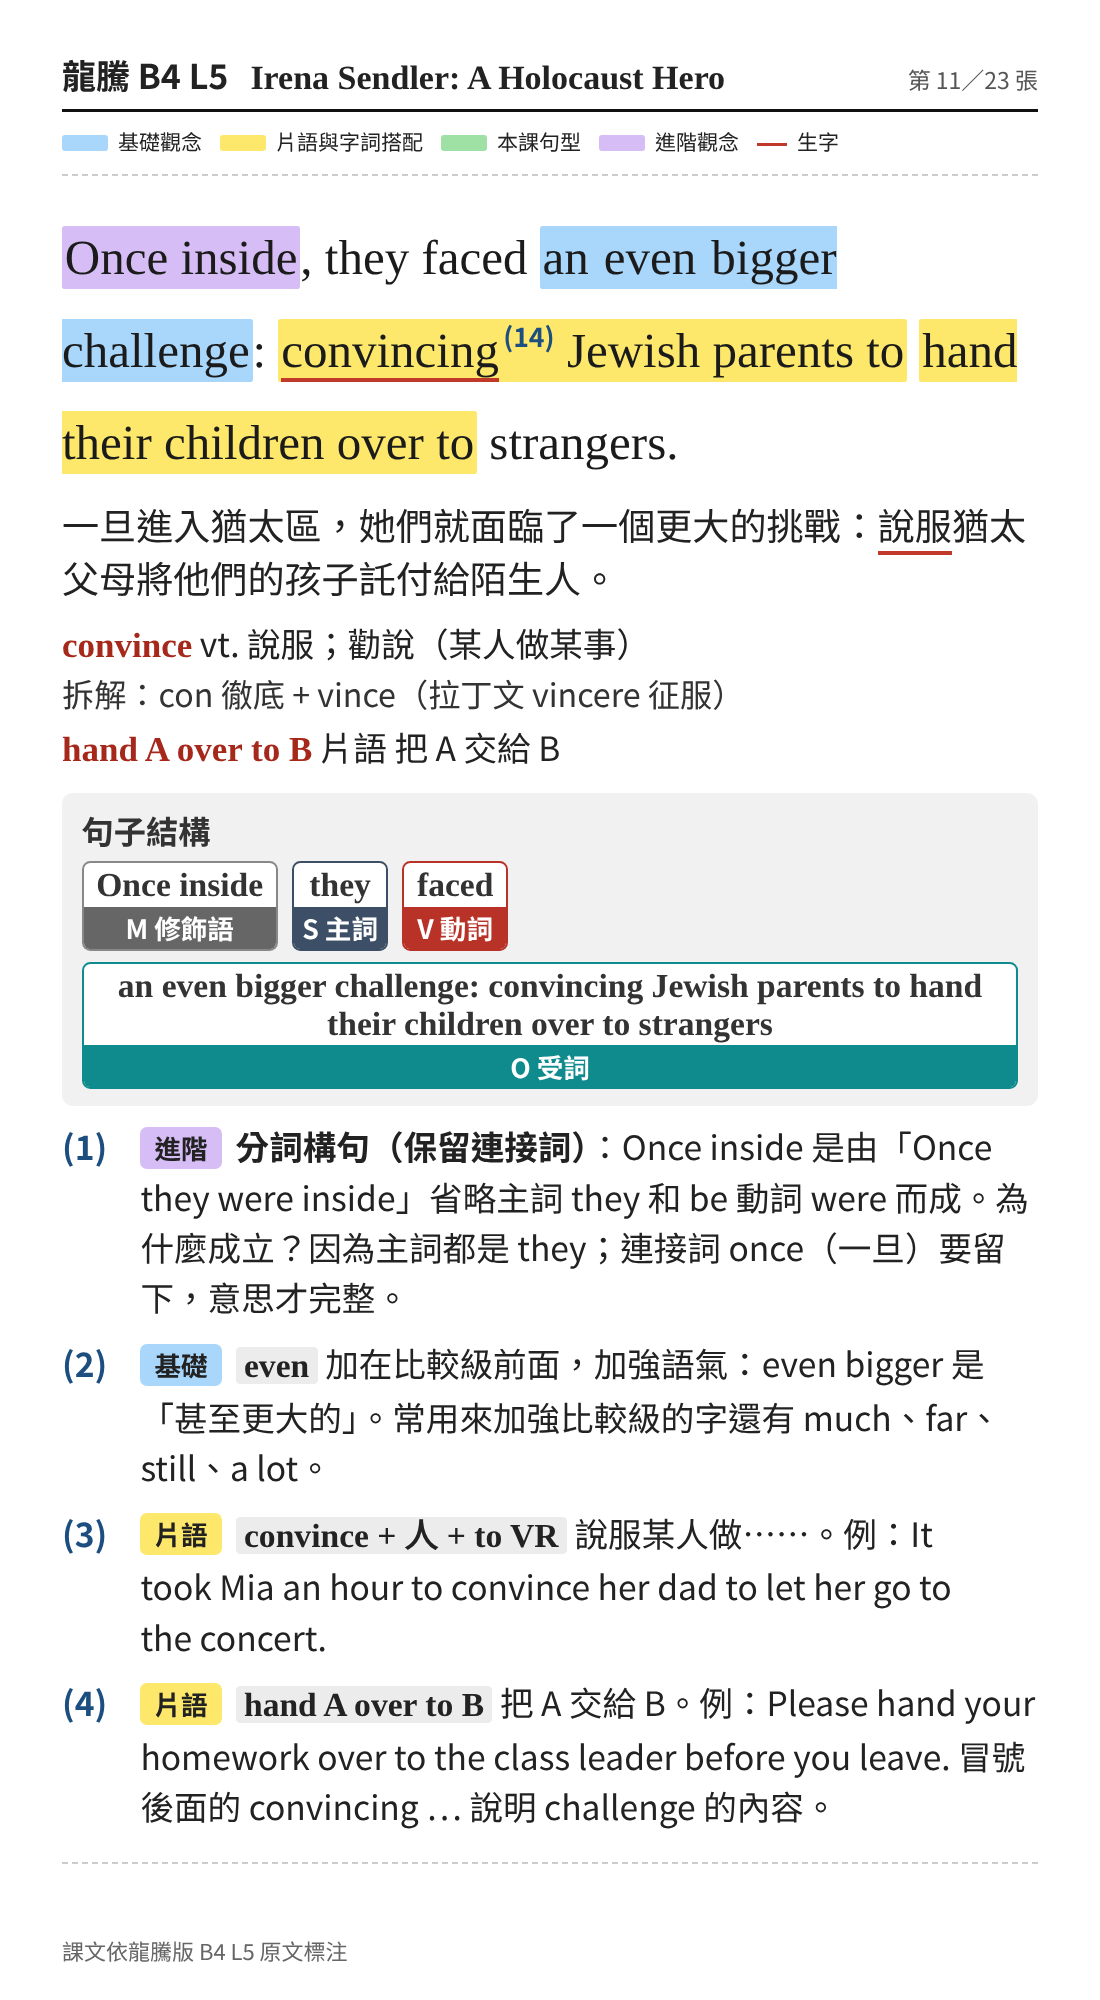 龍騰 B4 L5 Irena Sendler: A Holocaust Hero 第 11／23 張
基礎觀念 片語與字詞搭配 本課句型 進階觀念 生字
Once inside, they faced an even bigger
challenge: convincing(14) Jewish parents to hand
their children over to strangers.
一旦進入猶太區，她們就面臨了一個更大的挑戰：說服猶太
父母將他們的孩子託付給陌生人。
convince vt. 說服；勸說（某人做某事）
拆解：con 徹底 + vince（拉丁文 vincere 征服）
hand A over to B 片語 把 A 交給 B
句子結構
Once inside they faced
M 修飾語 S 主詞 V 動詞
an even bigger challenge: convincing Jewish parents to hand
their children over to strangers
O 受詞
(1) 進階 分詞構句（保留連接詞）：Once inside 是由「Once
they were inside」省略主詞 they 和 be 動詞 were 而成。為
什麼成立？因為主詞都是 they；連接詞 once（一旦）要留
下，意思才完整。
(2) 基礎 even 加在比較級前面，加強語氣：even bigger 是
「甚至更大的」。常用來加強比較級的字還有 much、far、
still、a lot。
(3) 片語 convince + 人 + to VR 說服某人做⋯⋯。例：It
took Mia an hour to convince her dad to let her go to
the concert.
(4) 片語 hand A over to B 把 A 交給 B。例：Please hand your
homework over to the class leader before you leave. 冒號
後面的 convincing … 說明 challenge 的內容。
課文依龍騰版 B4 L5 原文標注